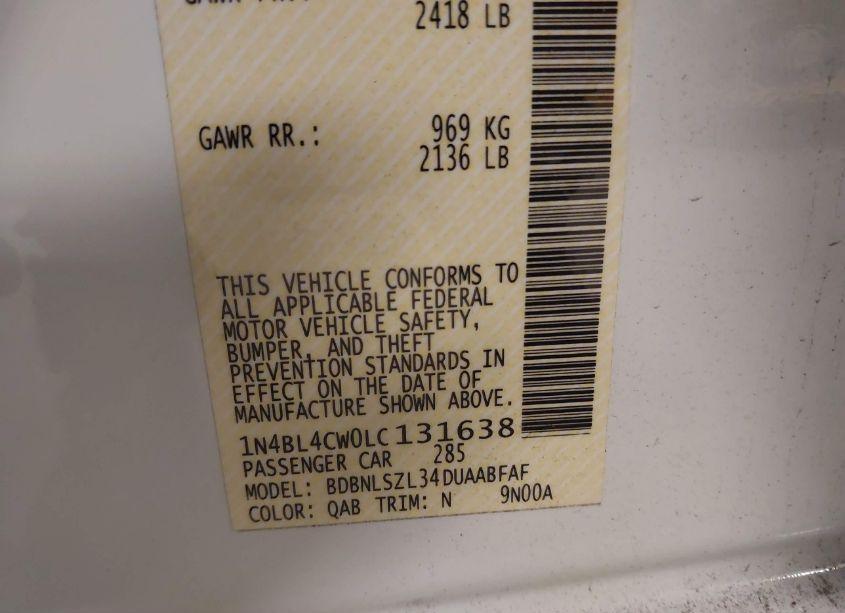 2418 LB
GAWR RR.: 969 KG
2136 LB
THIS VEHICLE CONFORMS TO
ALL APPLICABLE FEDERAL
MOTOR VEHICLE SAFETY,
BUMPER, AND THEFT
PREVENTION STANDARDS IN
EFFECT ON THE DATE OF
MANUFACTURE SHOWN ABOVE.
1N4BL4CW0LC131638
PASSENGER CAR 285
MODEL: BDBNLSZL34DUAABFAF
COLOR: QAB TRIM: N 9N00A